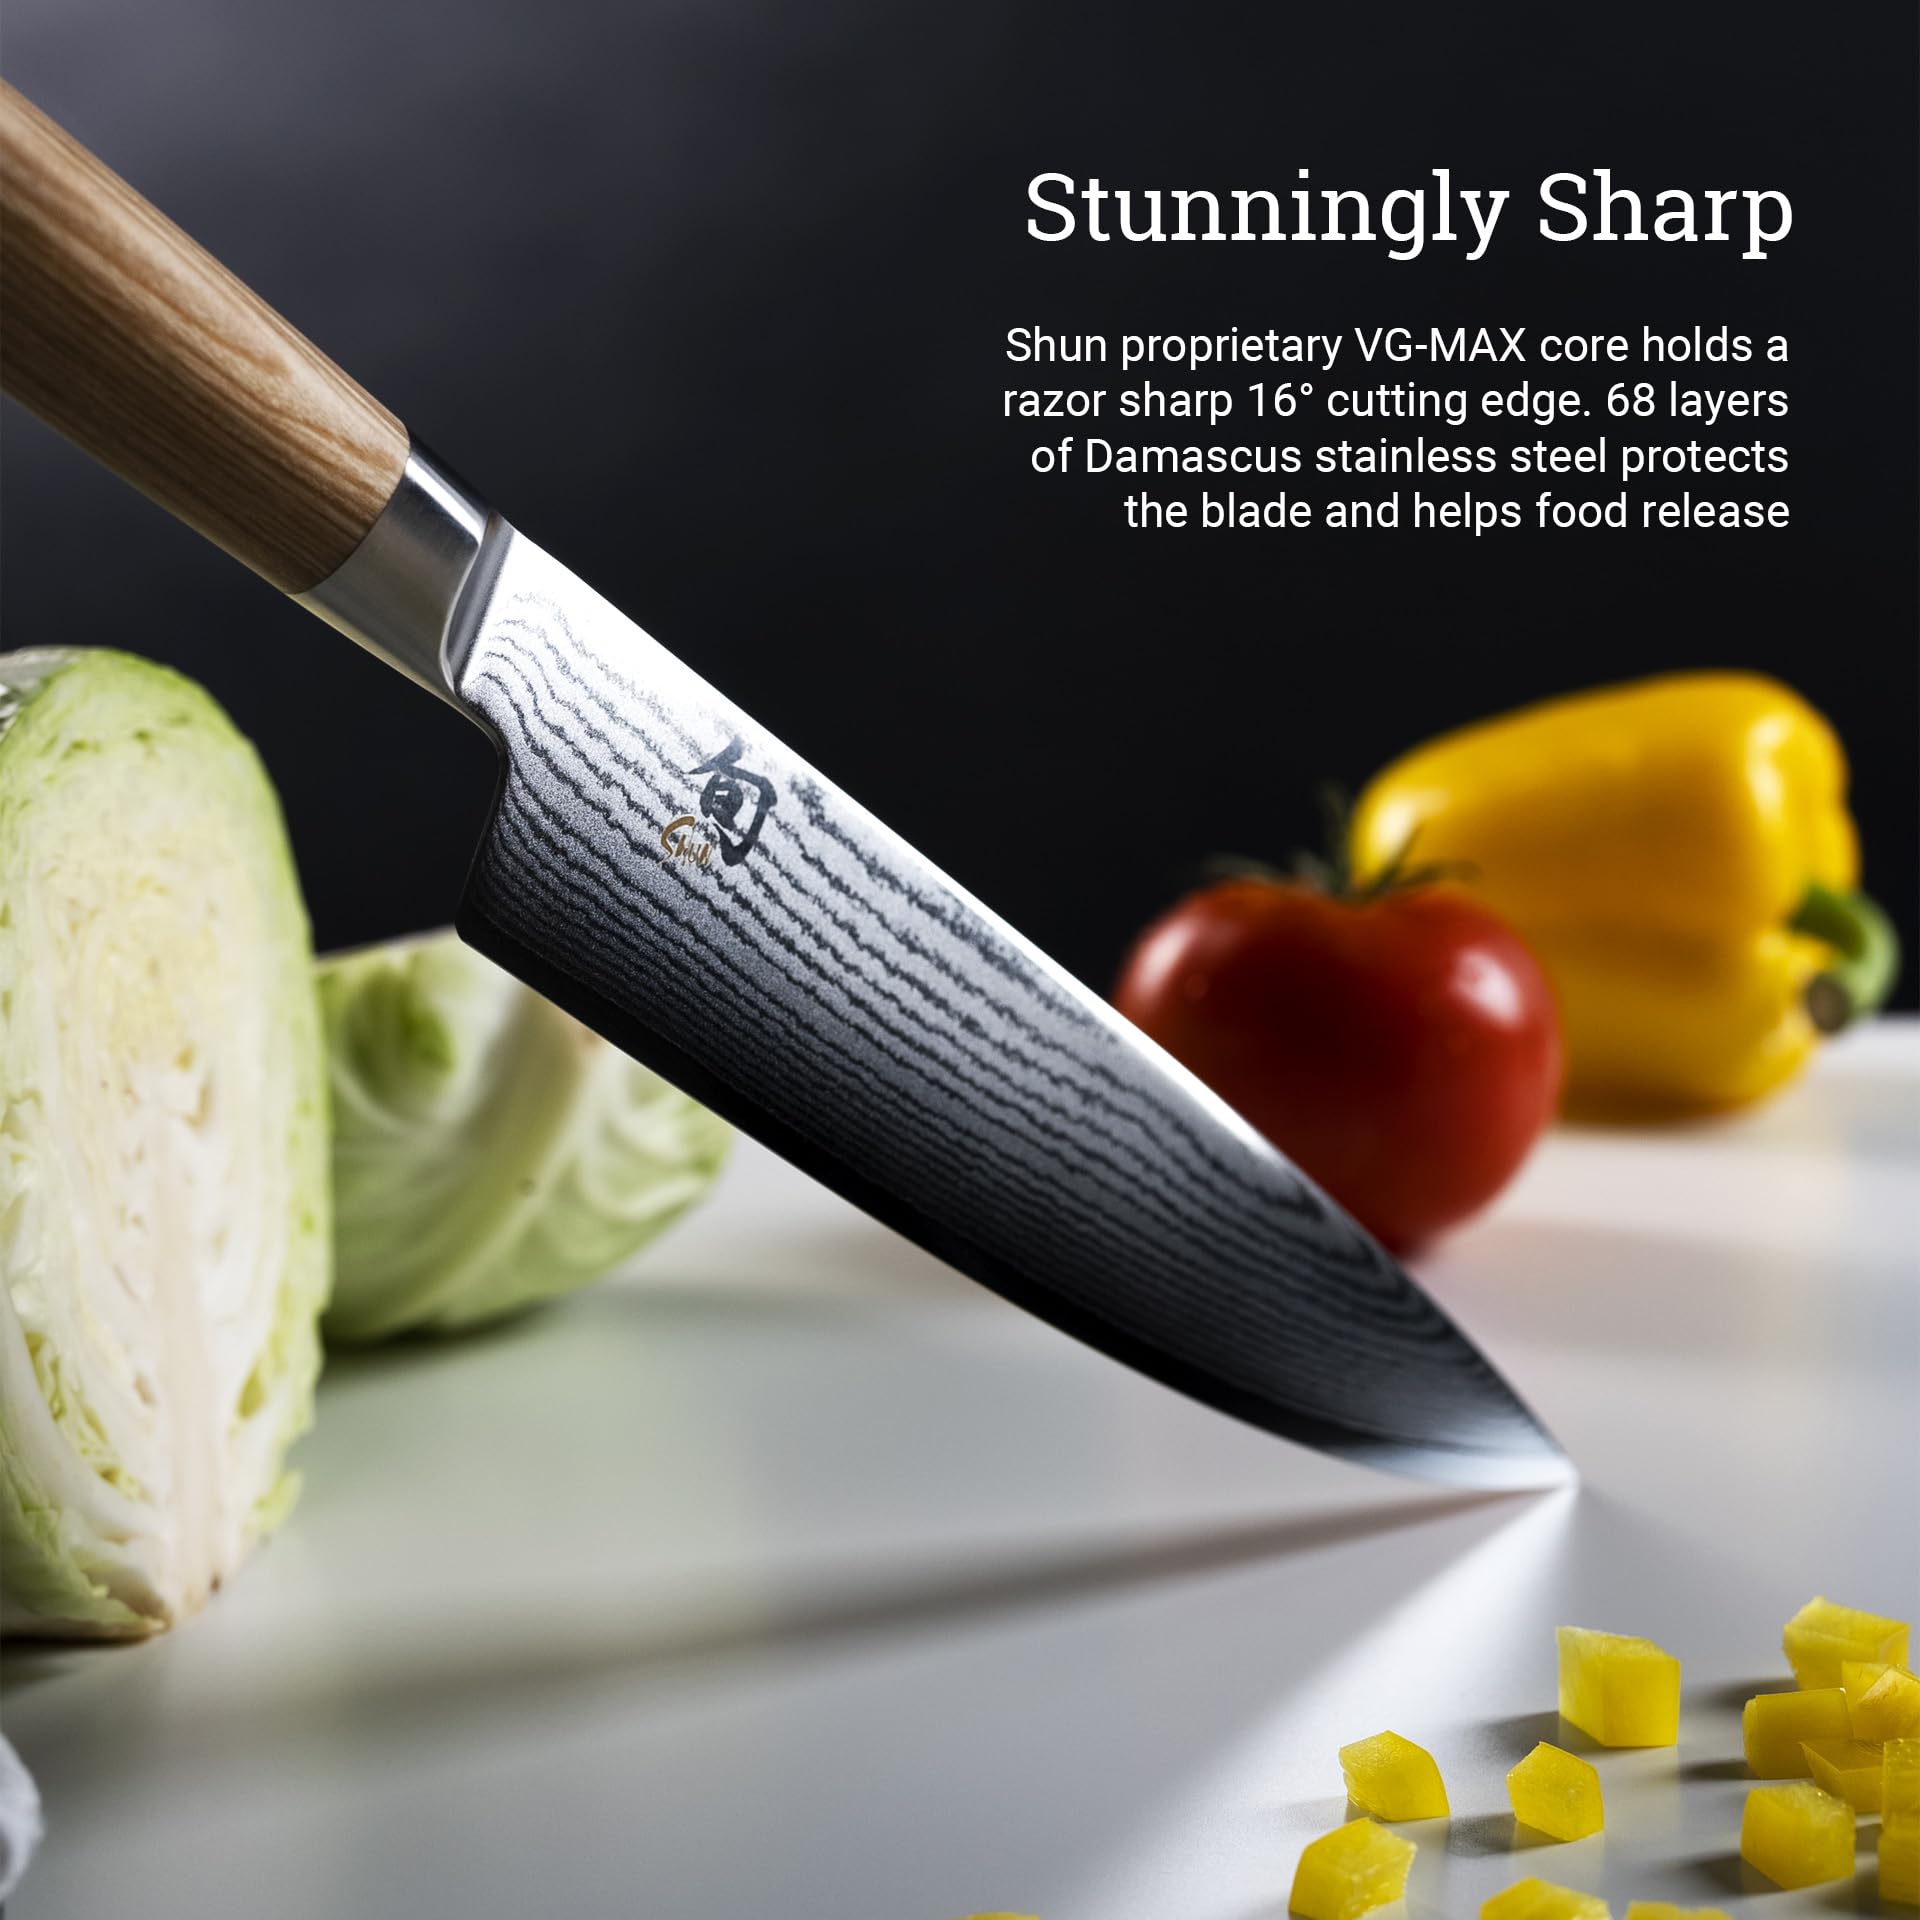 Stunningly Sharp
Shun proprietary VG-MAX core holds a
razor sharp 16° cutting edge. 68 layers
of Damascus stainless steel protects
the blade and helps food release
旬
Shun